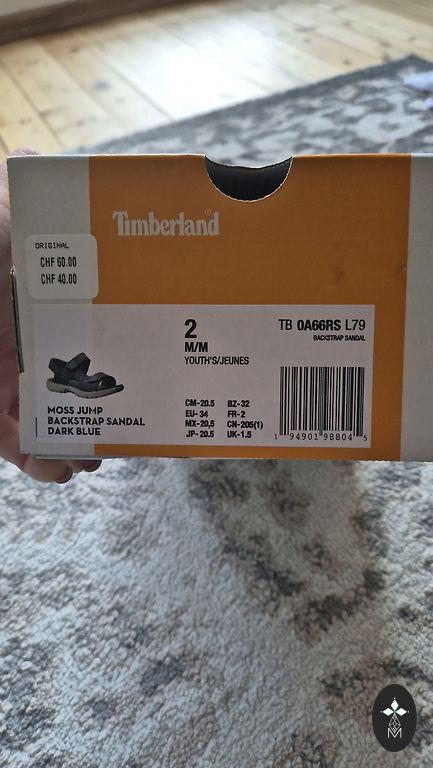 Timberland®
ORIGINAL
CHF 60.00
CHF 40.00
2
M/M
YOUTH'S/JEUNES
TB 0A66RS L79
BACKSTRAP SANDAL
MOSS JUMP
BACKSTRAP SANDAL
DARK BLUE
CM-20.5 BZ-32
EU-34 FR-2
MX-20,5 CN-205(1)
JP-20.5 UK-1.5
1 94901 98804 5
M